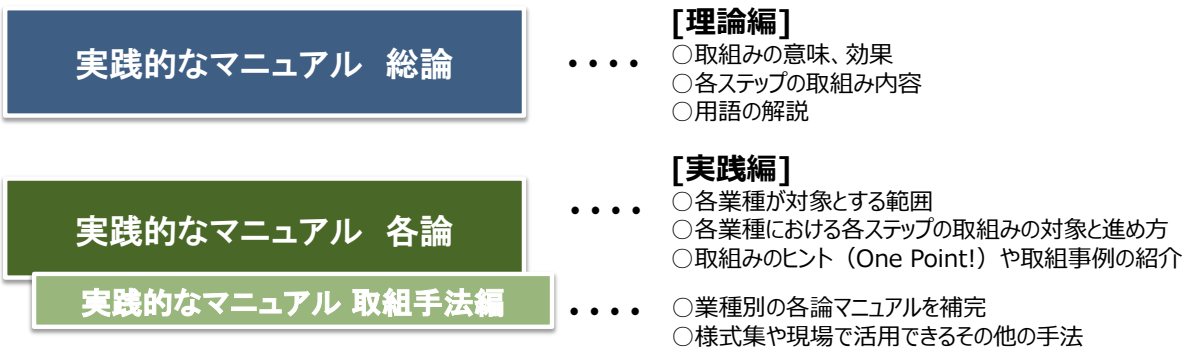 実践的なマニュアル 総論
・・・・
[理論編]
○取組みの意味、効果
○各ステップの取組み内容
○用語の解説
実践的なマニュアル 各論
・・・・
[実践編]
○各業種が対象とする範囲
○各業種における各ステップの取組みの対象と進め方
○取組みのヒント（One Point!）や取組事例の紹介
実践的なマニュアル 取組手法編
・・・・
○業種別の各論マニュアルを補完
○様式集や現場で活用できるその他の手法